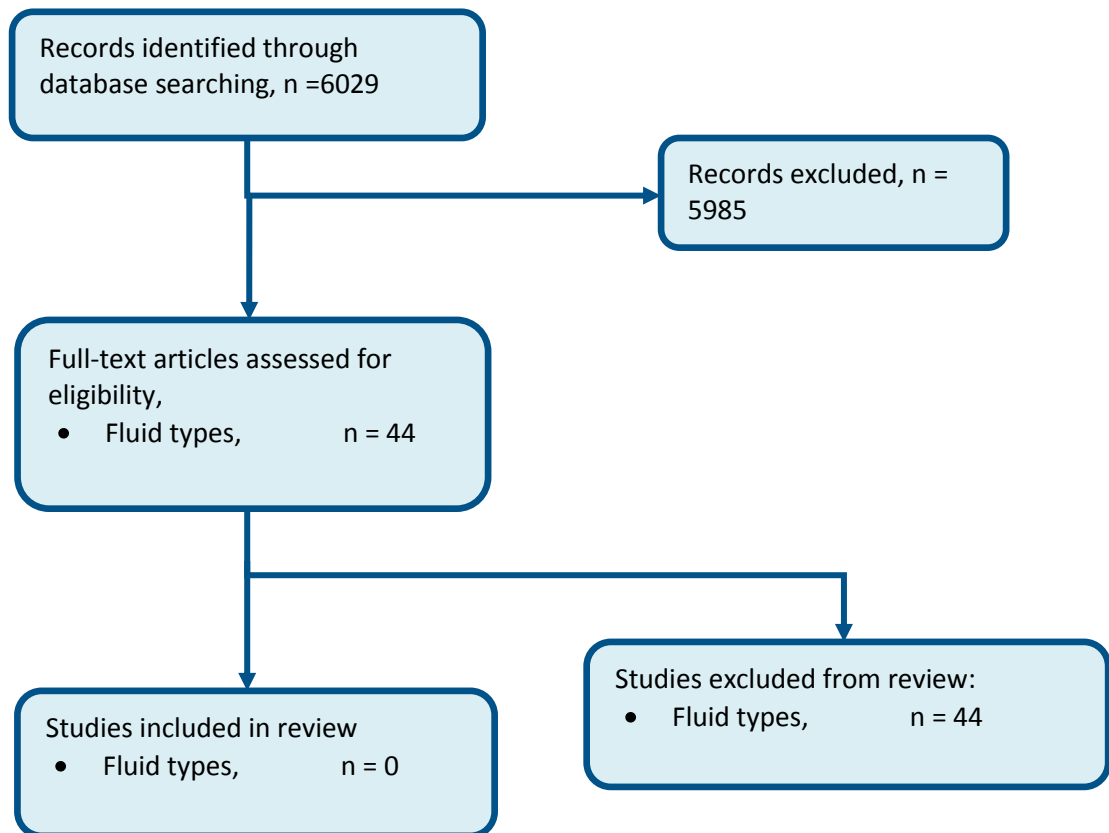 Records identified through
database searching, n =6029
Records excluded, n =
5985
Full-text articles assessed for
eligibility,
• Fluid types, n = 44
Studies excluded from review:
• Fluid types, n = 44
Studies included in review
• Fluid types, n = 0